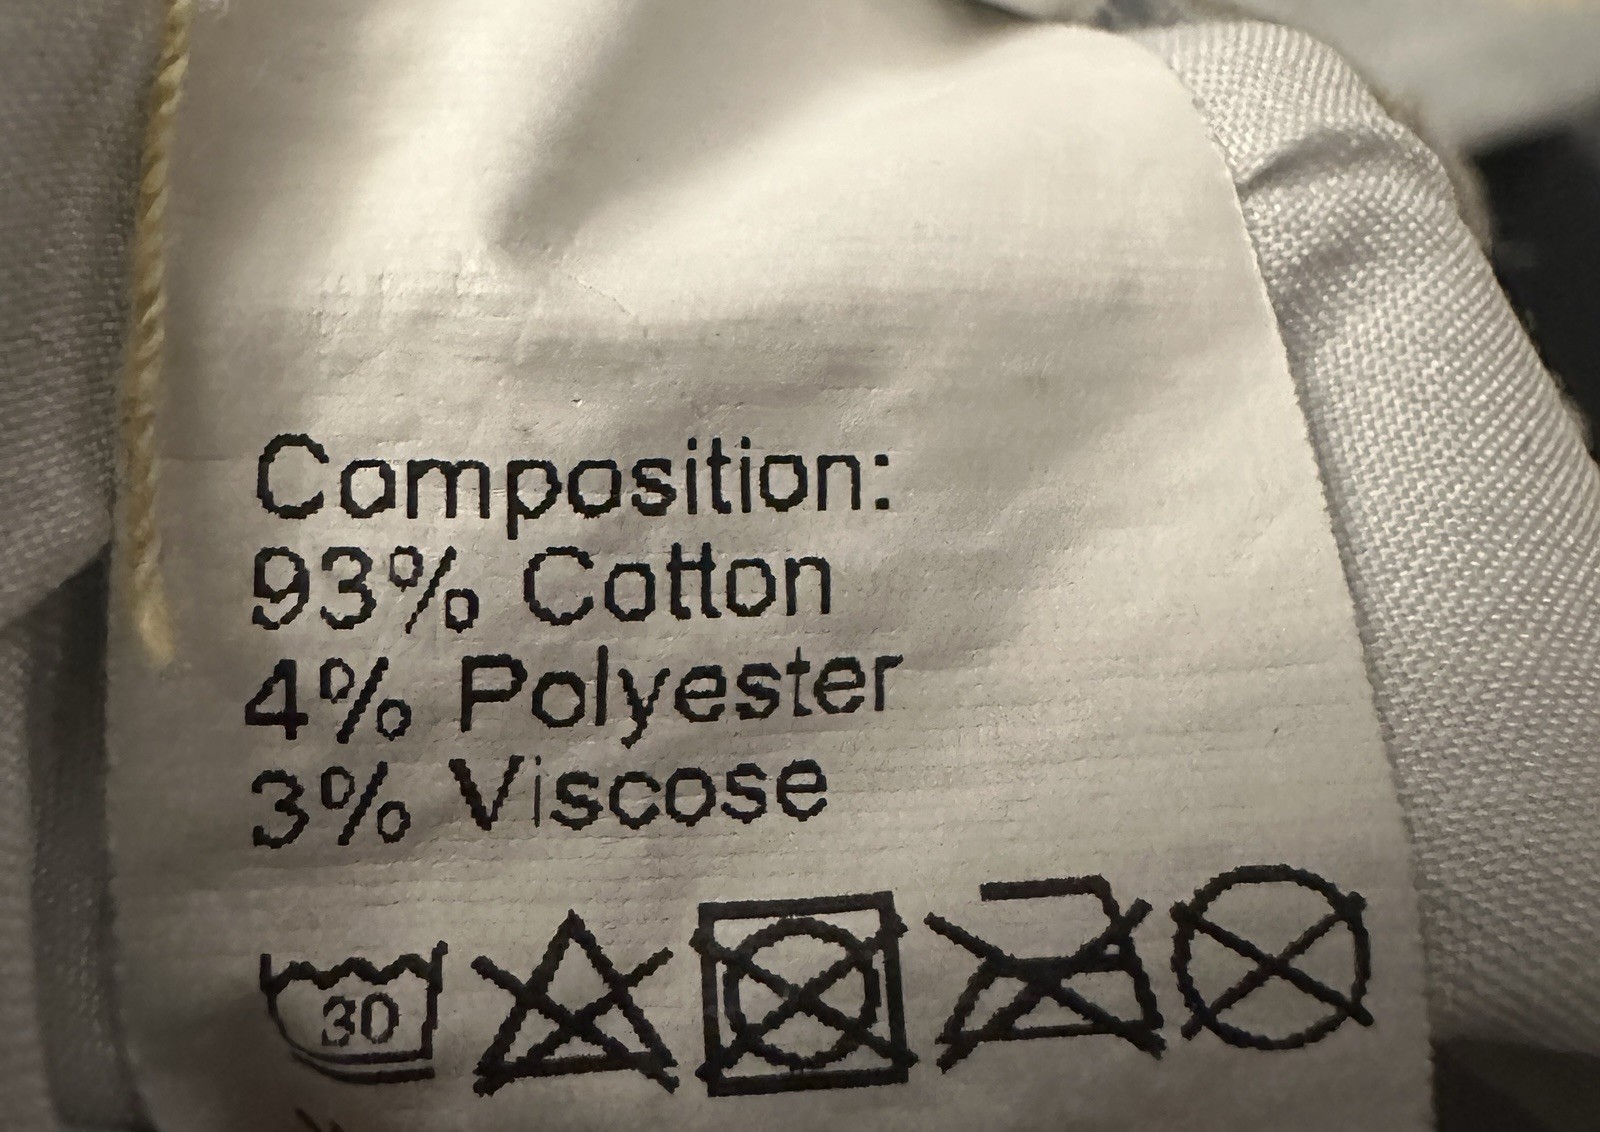 Composition:
93% Cotton
4% Polyester
3% Viscose
30